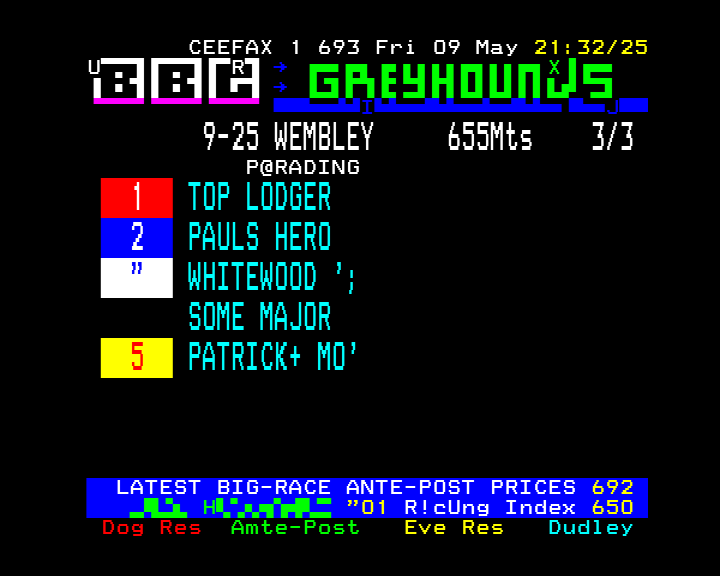 CEEFAX 1 693 Fri 09 May 21:32/25
BBC GREYHOUNDS
9-25 WEMBLEY 655Mts 3/3
P@RADING
1 TOP LODGER
2 PAULS HERO
" WHITEWOOD ';
SOME MAJOR
5 PATRICK+ MO'
LATEST BIG-RACE ANTE-POST PRICES 692
H "01 R!cUng Index 650
Dog Res Amte-Post Eve Res Dudley